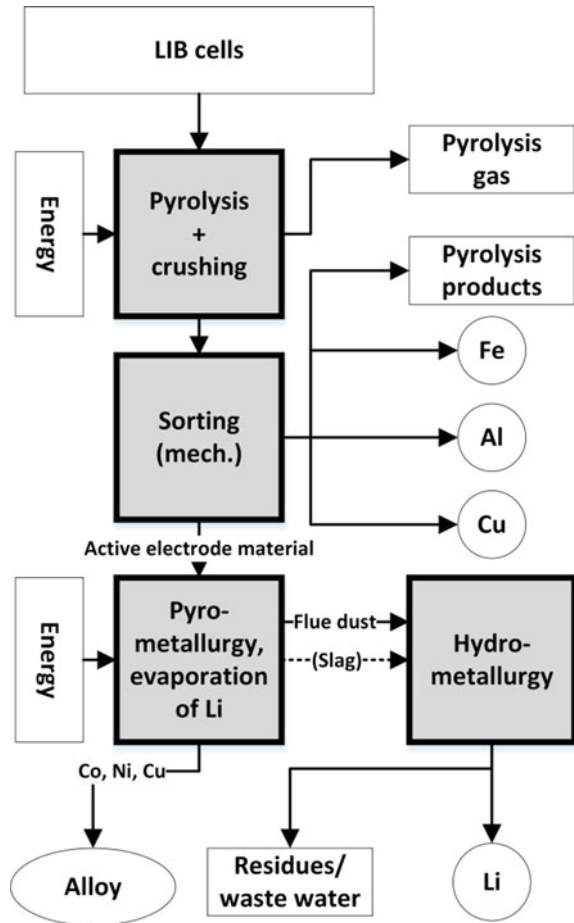 LIB cells
Energy
Pyrolysis
+
crushing
Pyrolysis
gas
Pyrolysis
products
Fe
Sorting
(mech.)
Al
Cu
Active electrode material
Energy
Pyro-
metallurgy,
evaporation
of Li
Flue dust
(Slag)
Hydro-
metallurgy
Co, Ni, Cu
Alloy
Residues/
waste water
Li